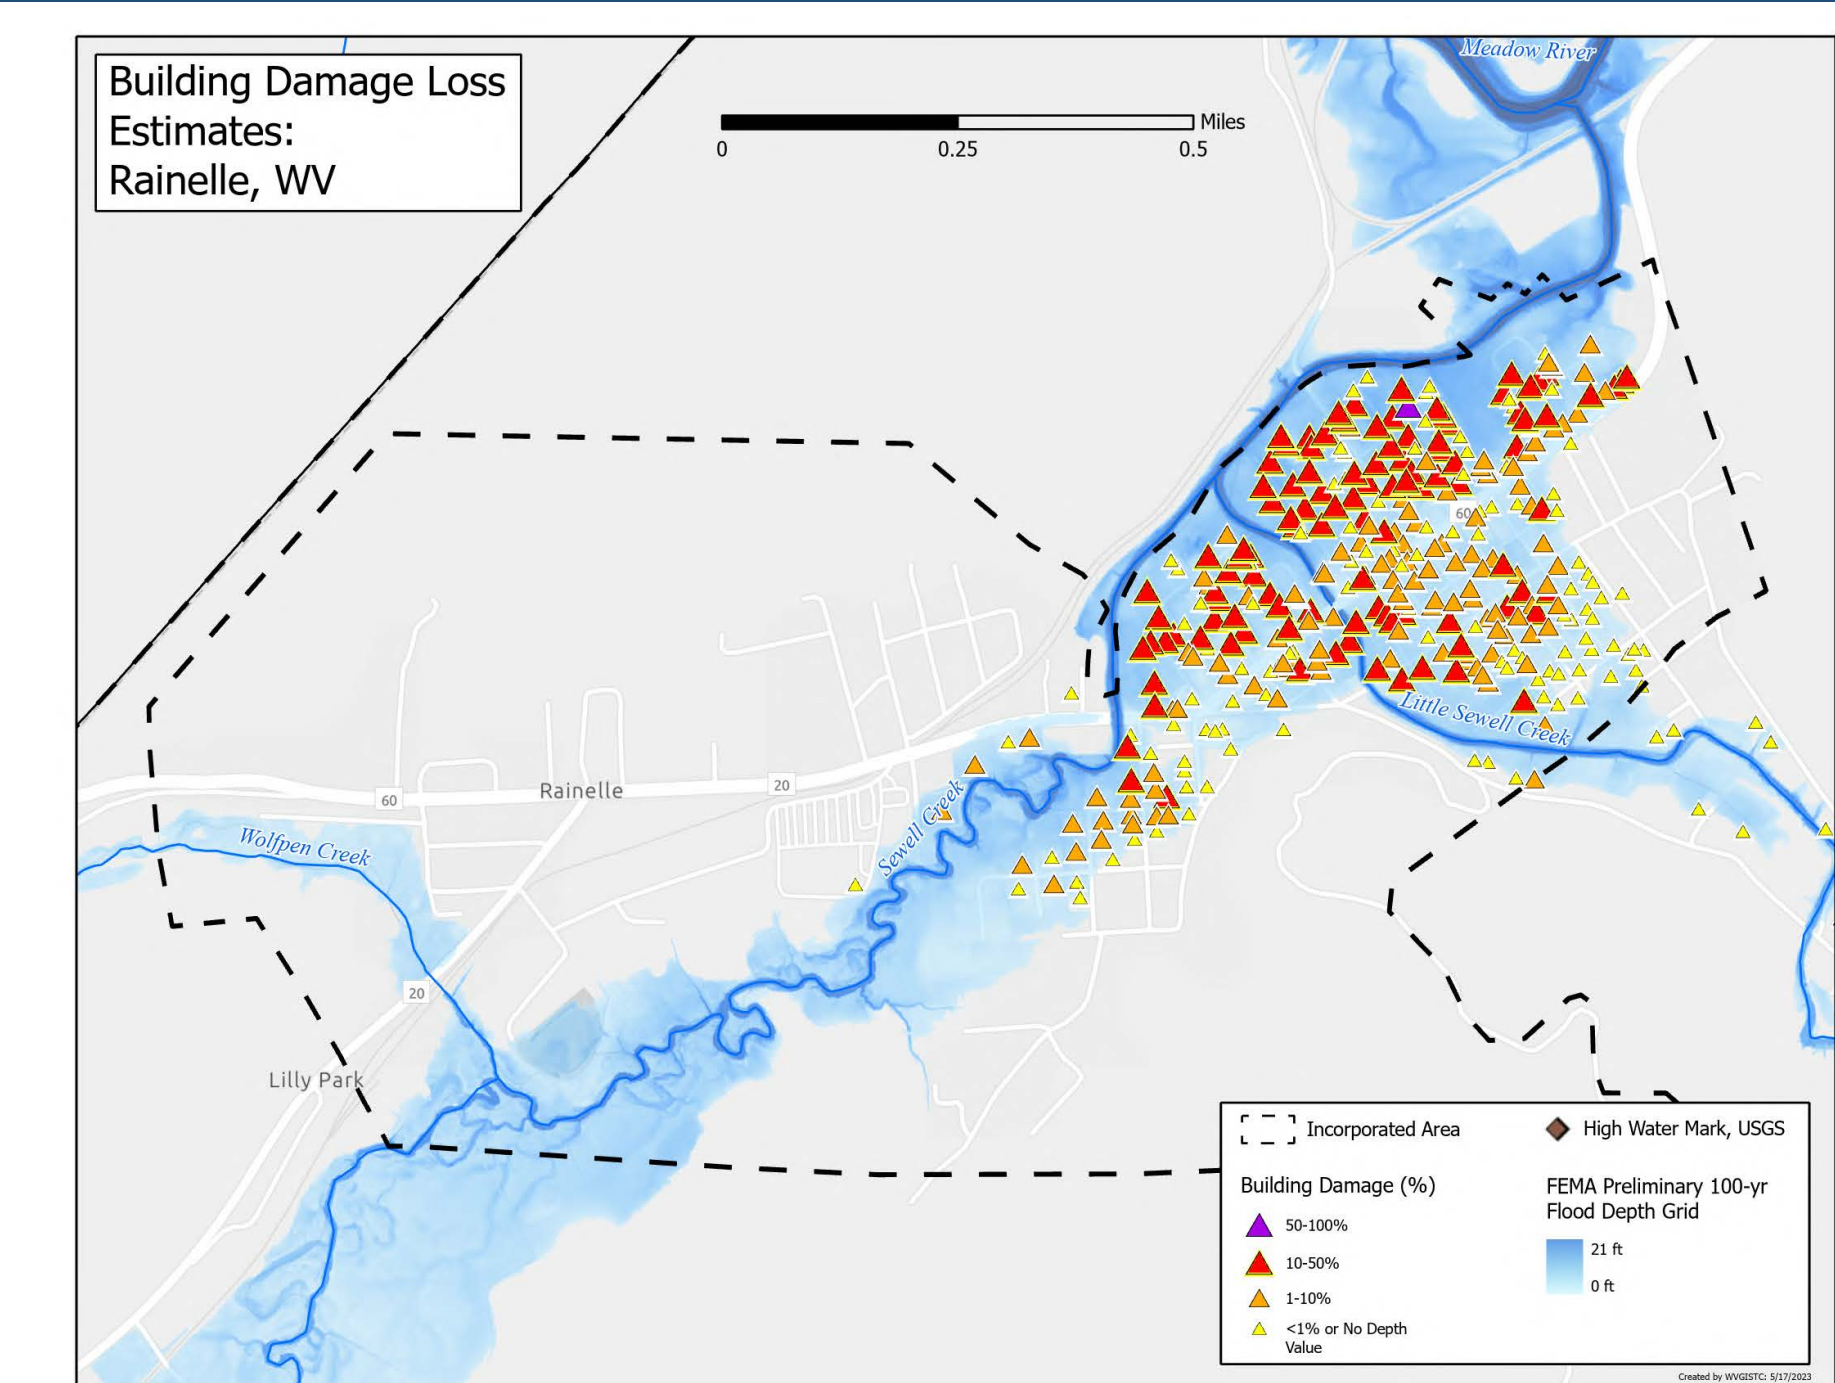 Building Damage Loss
Estimates:
Rainelle, WV
Miles
0
0.25
0.5
Meadow River
60
Little Sewell Creek
Rainelle
20
60
Sewell Creek
Wolfpen Creek
20
Lilly Park
Incorporated Area
High Water Mark, USGS
Building Damage (%)
50-100%
10-50%
1-10%
<1% or No Depth
Value
FEMA Preliminary 100-yr
Flood Depth Grid
21 ft
0 ft
Created by WVGISTC: 5/17/2023